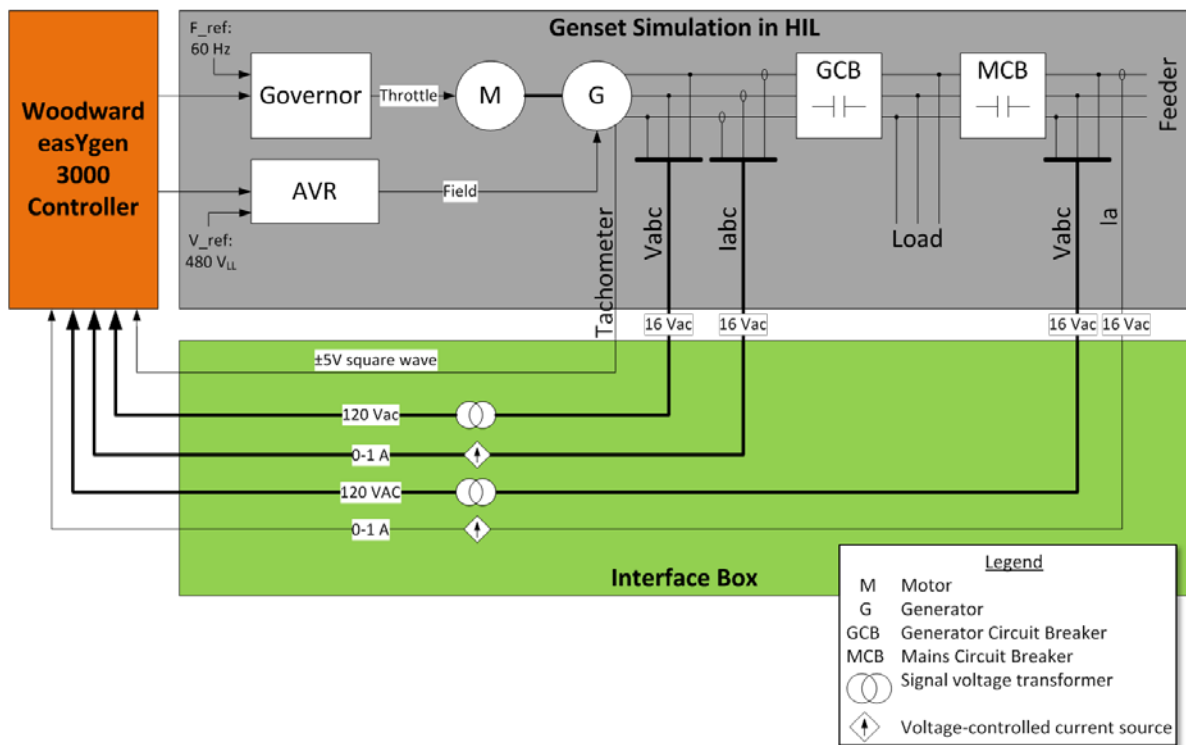 Woodward
easYgen
3000
Controller
Genset Simulation in HIL
F_ref:
60 Hz
Governor
Throttle
M
G
GCB
MCB
Feeder
AVR
Field
V_ref:
480 VLL
Tachometer
Vabc
Iabc
Load
Vabc
Ia
16 Vac
16 Vac
16 Vac
16 Vac
±5V square wave
120 Vac
0-1 A
120 VAC
0-1 A
Interface Box
Legend
M Motor
G Generator
GCB Generator Circuit Breaker
MCB Mains Circuit Breaker
Signal voltage transformer
Voltage-controlled current source